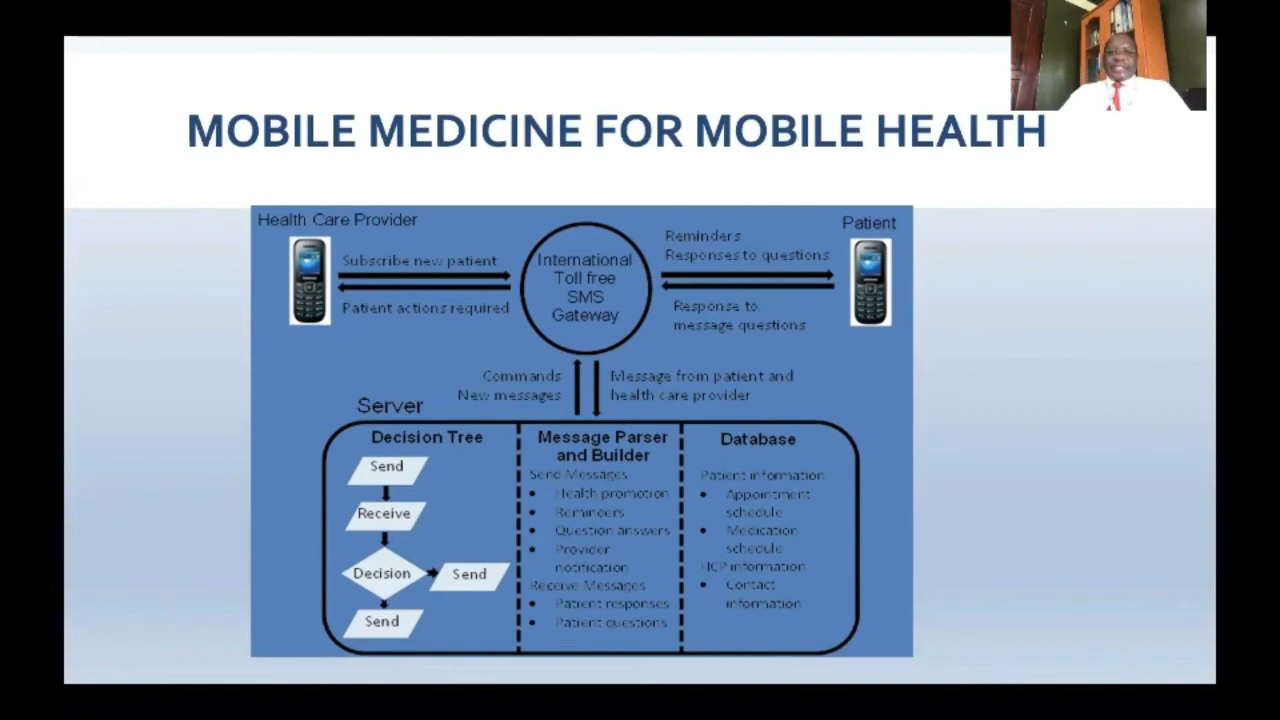 MOBILE MEDICINE FOR MOBILE HEALTH
Health Care Provider
Patient
Subscribe new patient
Patient actions required
International
Toll free
SMS
Gateway
Reminders
Responses to questions
Response to
message questions
Commands
New messages
Message from patient and
health care provider
Server
Decision Tree
Send
Receive
Decision
Send
Send
Message Parser
and Builder
Send Messages
• Health promotion
• Reminders
• Question answers
• Provider
notification
Receive Messages
• Patient responses
• Patient questions
Database
Patient information
• Appointment
schedule
• Medication
schedule
HCP information
• Contact
information